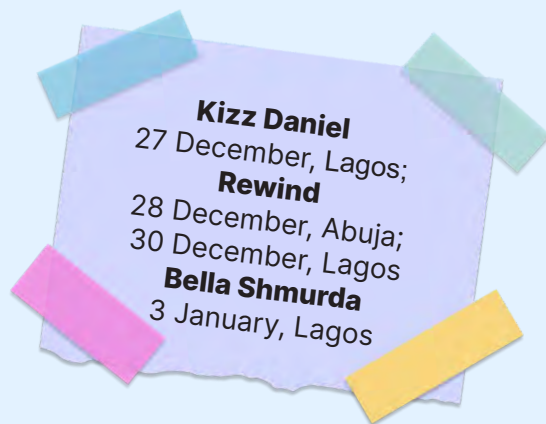 Kizz Daniel
27 December, Lagos;
Rewind
28 December, Abuja;
30 December, Lagos
Bella Shmurda
3 January, Lagos